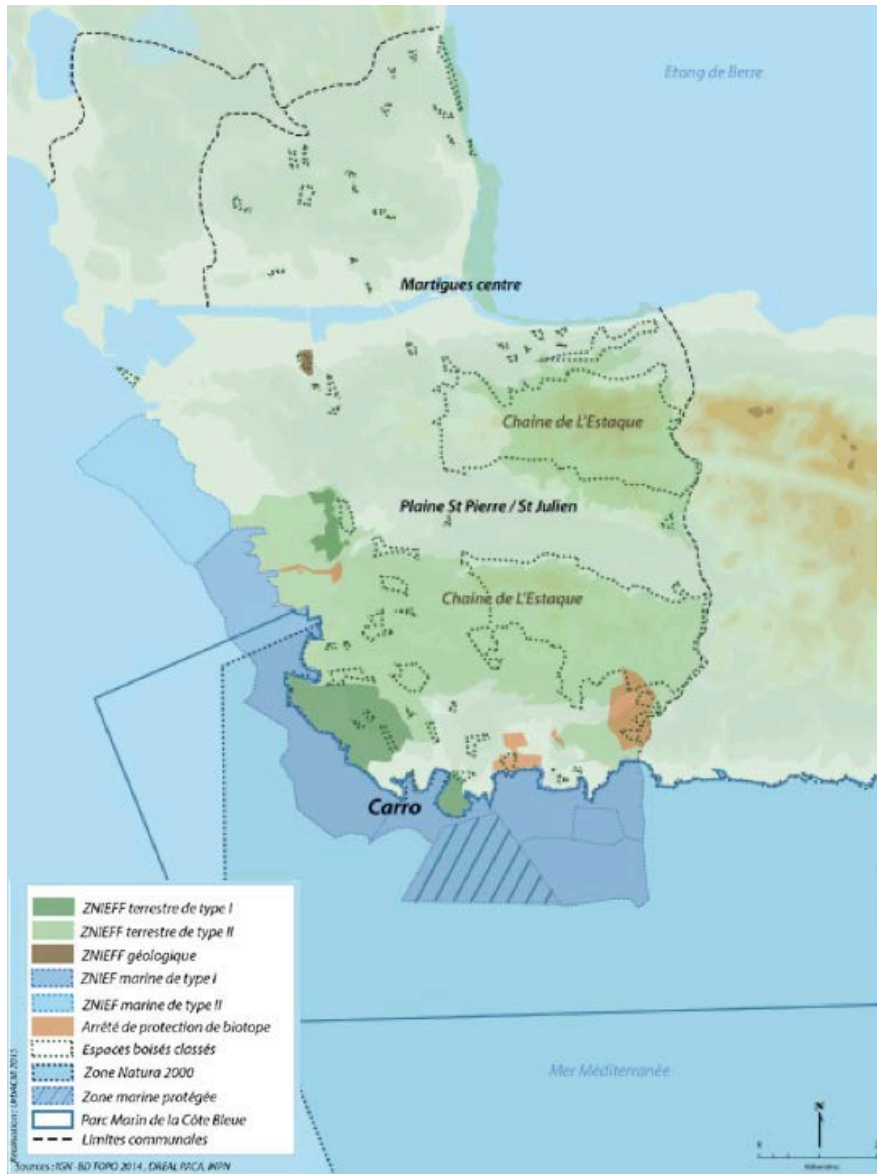 Etang de Berre
Martigues centre
Chaîne de L'Estaque
Plaine St Pierre / St Julien
Chaîne de L'Estaque
Carro
ZNIEFF terrestre de type I
ZNIEFF terrestre de type II
ZNIEFF géologique
ZNIEF marine de type I
ZNIEF marine de type II
Arrêté de protection de biotope
Espaces boisés classés
Zone Natura 2000
Zone marine protégée
Parc Marin de la Côte Bleue
Limites communales
Mer Méditerranée
N
Sources : IGN -BD TOPO 2014 , DREAL PACA, INPN